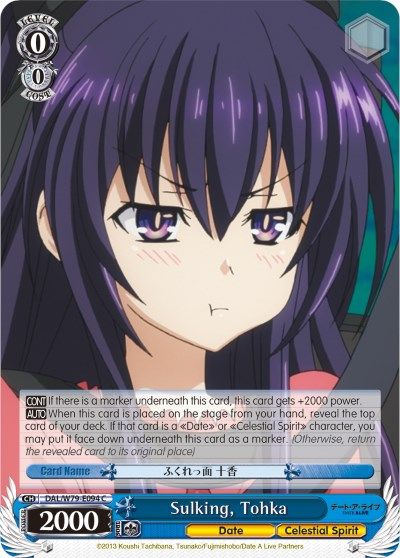 LEVEL
0
0
COST
CONT If there is a marker underneath this card, this card gets +2000 power.
AUTO When this card is placed on the stage from your hand, reveal the top
card of your deck. If that card is a «Date» or «Celestial Spirit» character, you
may put it face down underneath this card as a marker. (Otherwise, return
the revealed card to its original place)
Card Name
ふくれっ面 十香
CH DAL/W79-E094 C
POWER
2000
SOUL
Sulking, Tohka
デート・ア・ライブ
DATE A LIVE
Date
Celestial Spirit
©2013 Koushi Tachibana, Tsunako/Fujimishobo/Date A Live Partners